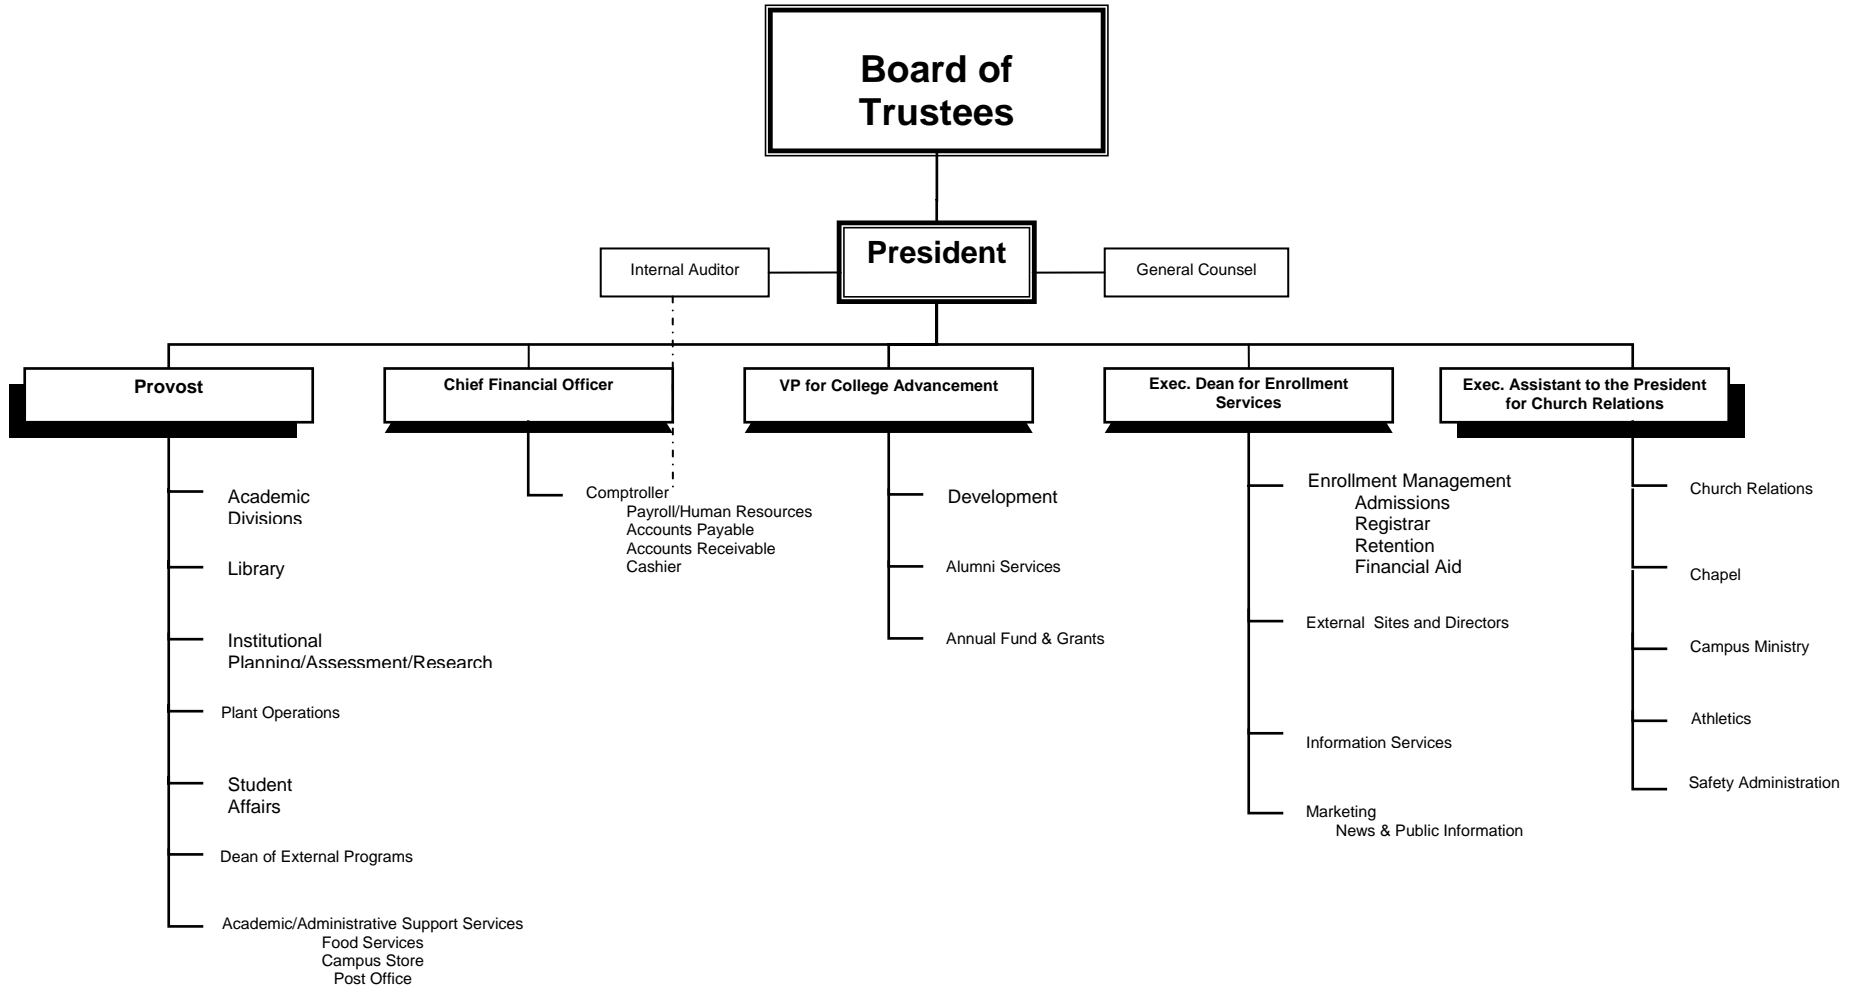 Board of
Trustees
President
Internal Auditor
General Counsel
Provost
Chief Financial Officer
VP for College Advancement
Exec. Dean for Enrollment
Services
Exec. Assistant to the President
for Church Relations
Academic
Divisions
Library
Institutional
Planning/Assessment/Research
Plant Operations
Student
Affairs
Dean of External Programs
Academic/Administrative Support Services
Food Services
Campus Store
Post Office
Comptroller
Payroll/Human Resources
Accounts Payable
Accounts Receivable
Cashier
Development
Alumni Services
Annual Fund & Grants
Enrollment Management
Admissions
Registrar
Retention
Financial Aid
External Sites and Directors
Information Services
Marketing
News & Public Information
Church Relations
Chapel
Campus Ministry
Athletics
Safety Administration